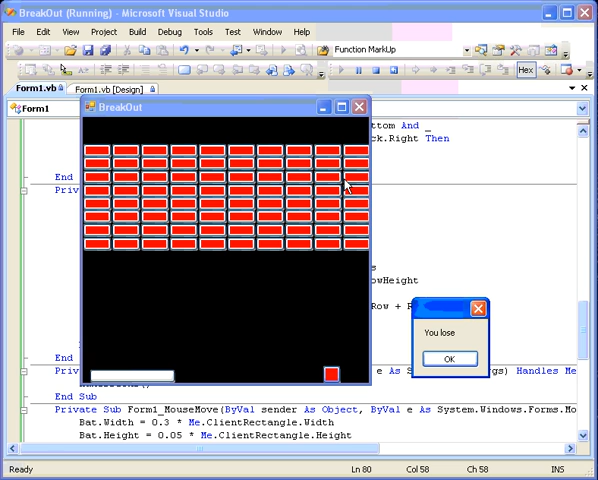 BreakOut (Running) - Microsoft Visual Studio
File Edit View Project Build Debug Data Tools Test Window Help
Function MarkUp
Hex
Form1.vb Form1.vb [Design]
Form1
BreakOut
ttom And _
ck.Right Then
End
Priv
s
owHeight
Row + R
You lose
OK
End
Priv e As S rgs) Handles Me
End Sub
Private Sub Form1_MouseMove(ByVal sender As Object, ByVal e As System.Windows.Forms.Mo
Bat.Width = 0.3 * Me.ClientRectangle.Width
Bat.Height = 0.05 * Me.ClientRectangle.Height
Ready Ln 80 Col 58 Ch 58 INS